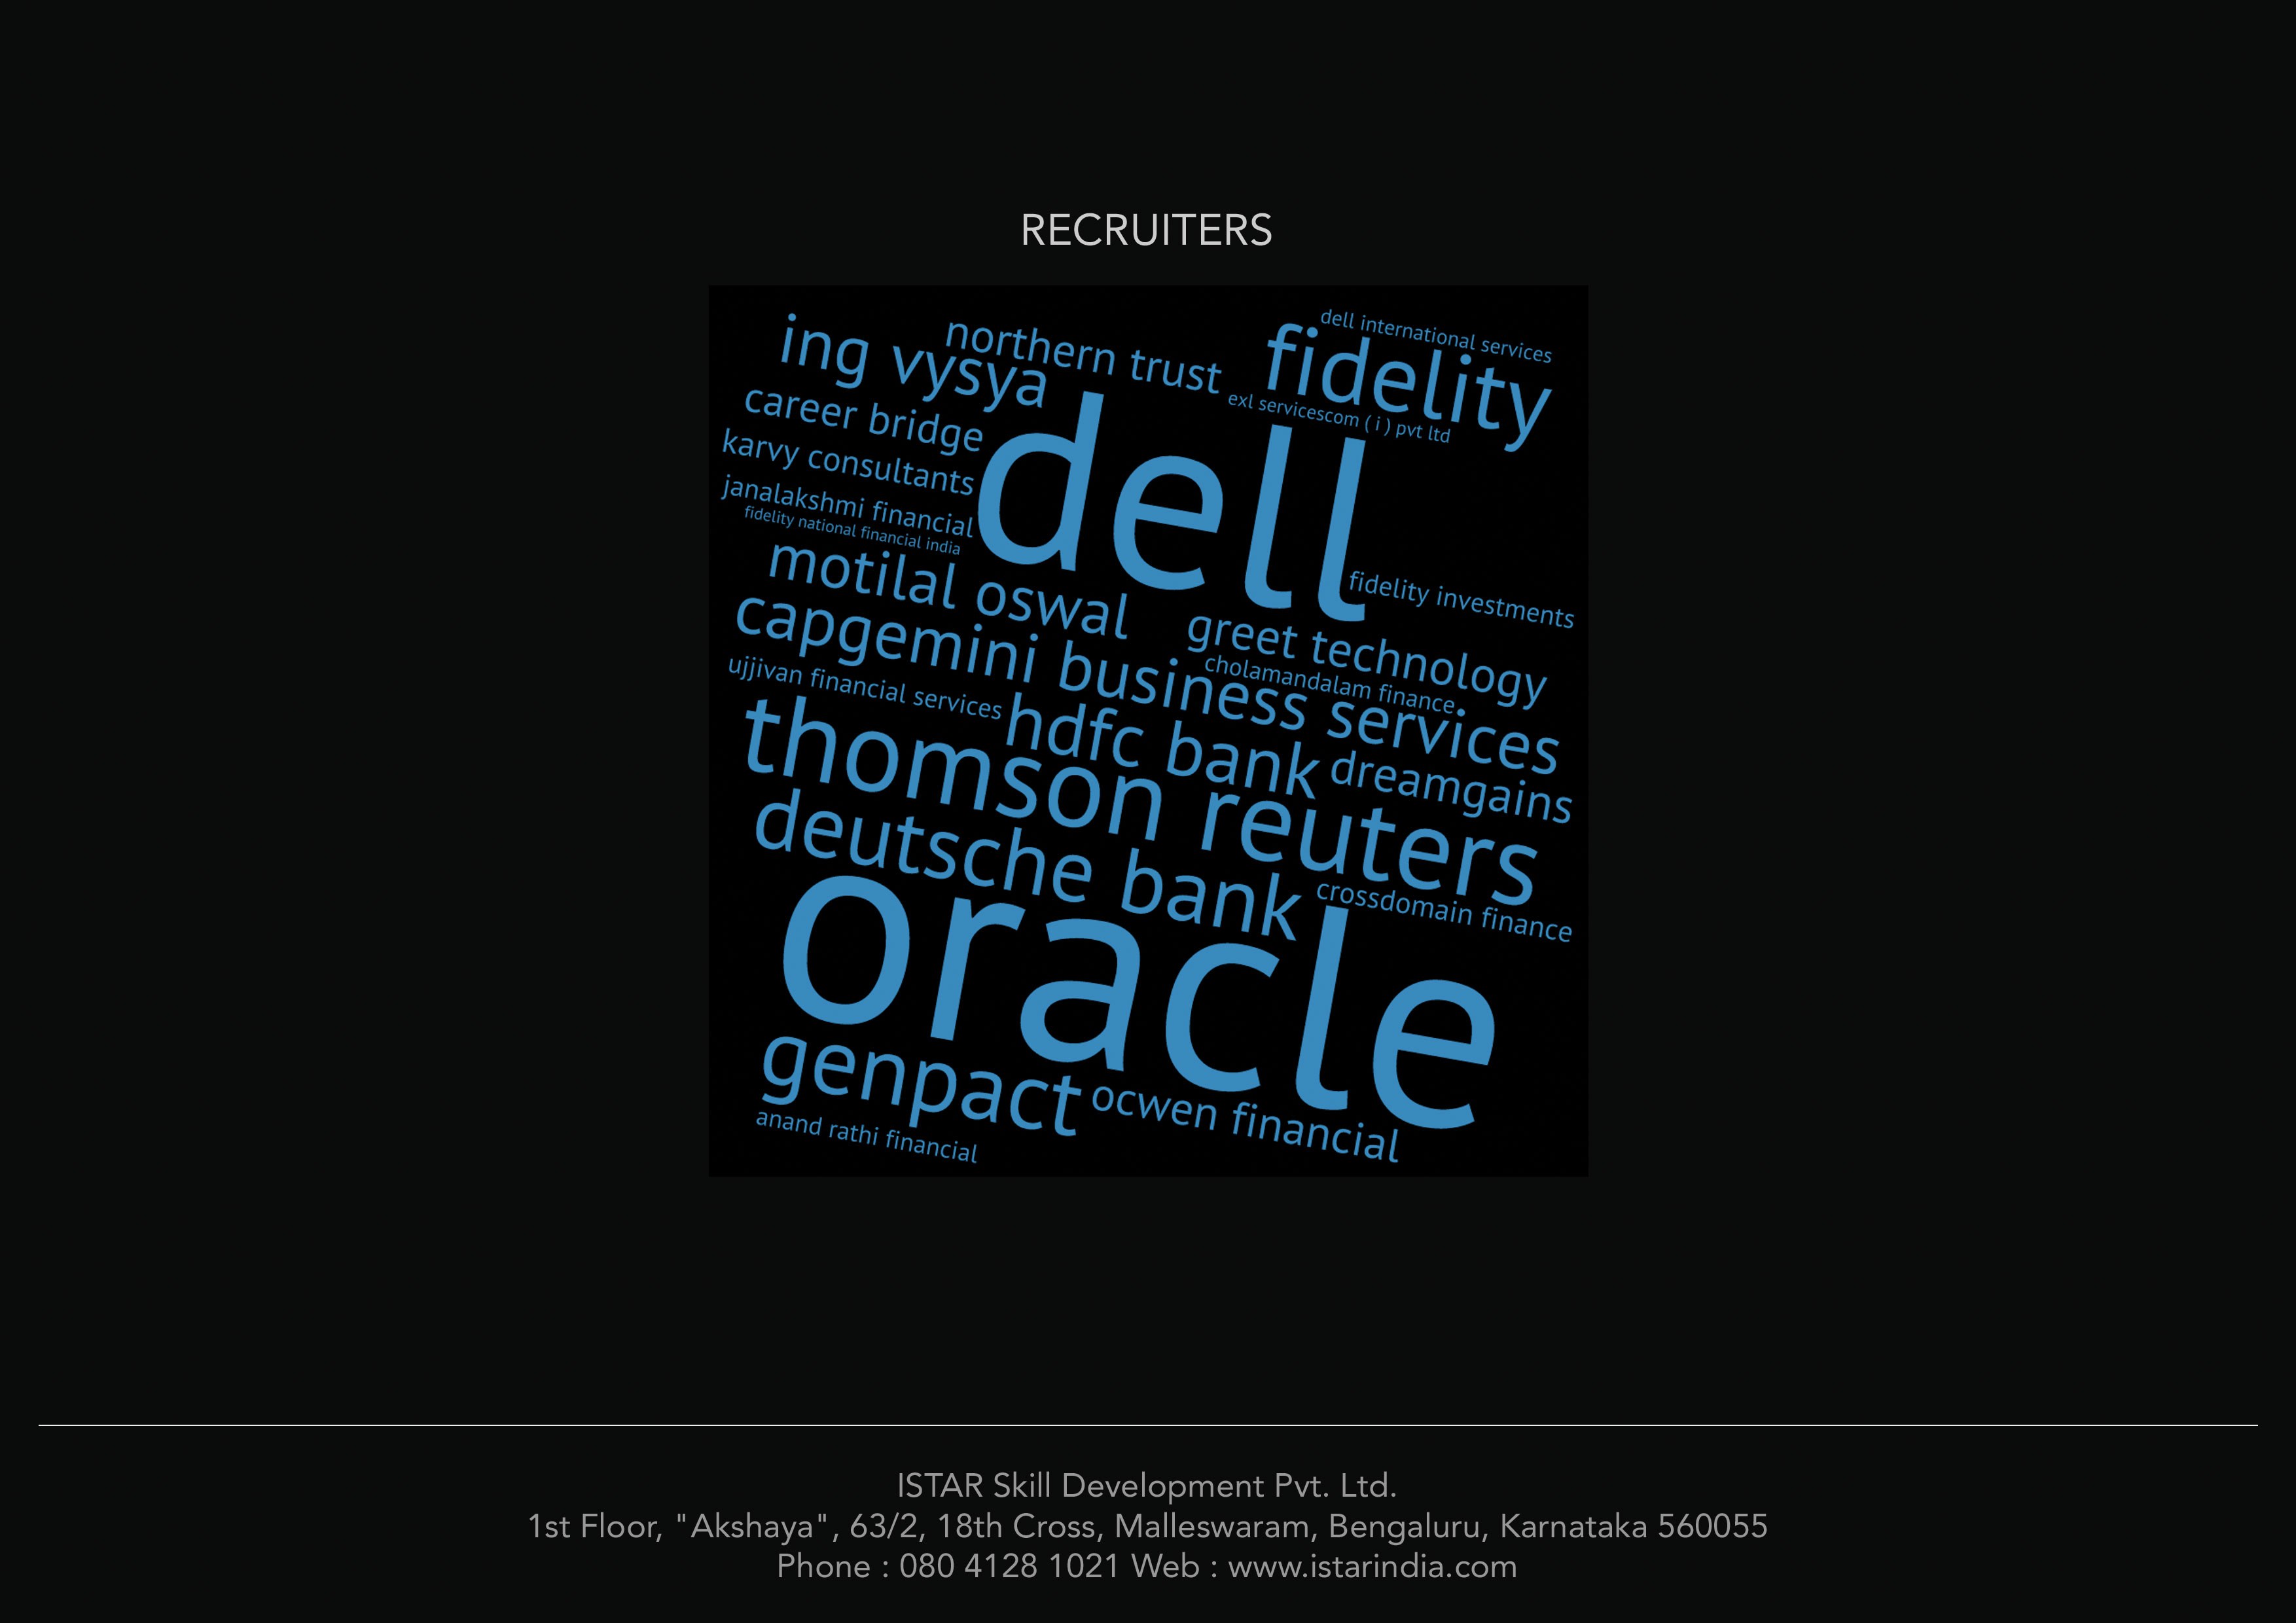 RECRUITERS
dell international services
ing vysya
northern trust
fidelity
exl servicescom ( i ) pvt ltd
career bridge
dell
karvy consultants
janalakshmi financial
fidelity national financial india
motilal oswal
fidelity investments
capgemini business services
greet technology
cholamandalam finance
ujjivan financial services
hdfc bank
dreamgains
thomson reuters
deutsche bank
crossdomain finance
oracle
genpact
ocwen financial
anand rathi financial
ISTAR Skill Development Pvt. Ltd.
1st Floor, "Akshaya", 63/2, 18th Cross, Malleswaram, Bengaluru, Karnataka 560055
Phone : 080 4128 1021 Web : www.istarindia.com